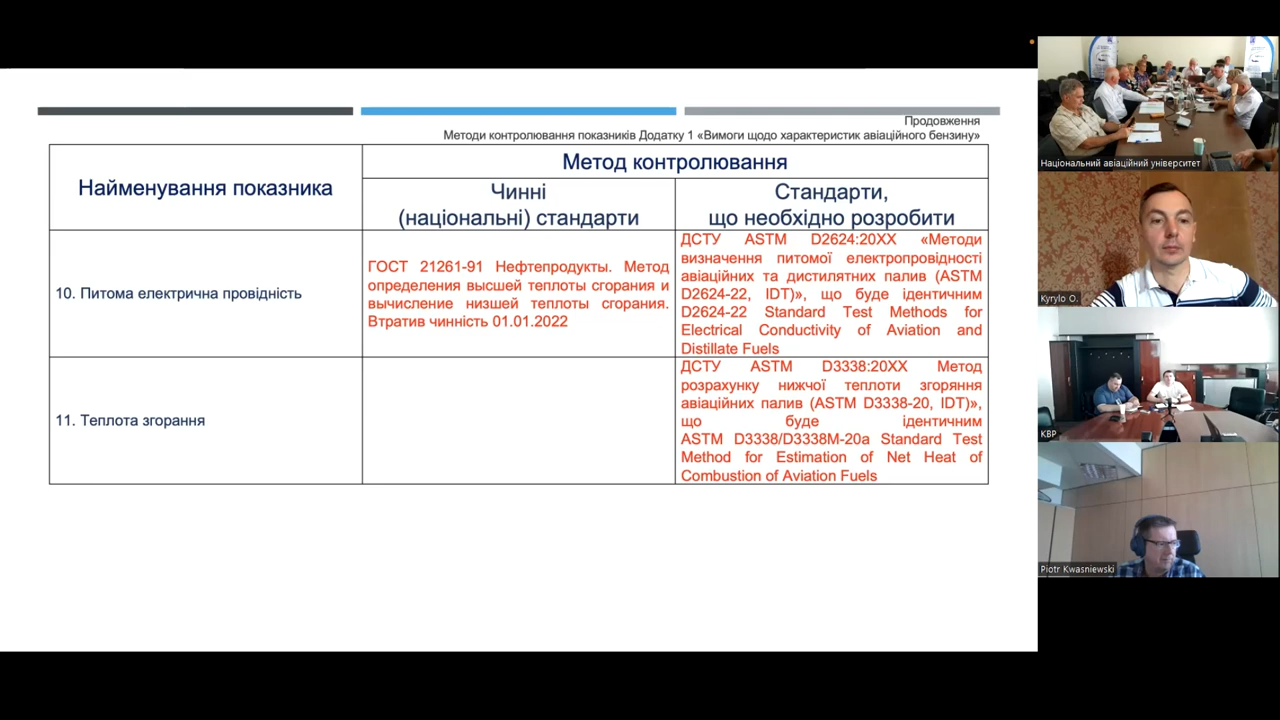 Продовження
Методи контролювання показників Додатку 1 «Вимоги щодо характеристик авіаційного бензину»
Найменування показника
Метод контролювання
Чинні
(національні) стандарти
Стандарти,
що необхідно розробити
10. Питома електрична провідність
ГОСТ 21261-91 Нефтепродукты. Метод
определения высшей теплоты сгорания и
вычисление низшей теплоты сгорания.
Втратив чинність 01.01.2022
ДСТУ ASTM D2624:20XX «Методи
визначення питомої електропровідності
авіаційних та дистилятних палив (ASTM
D2624-22, IDT)», що буде ідентичним
D2624-22 Standard Test Methods for
Electrical Conductivity of Aviation and
Distillate Fuels
11. Теплота згорання
ДСТУ ASTM D3338:20XX Метод
розрахунку нижчої теплоти згоряння
авіаційних палив (ASTM D3338-20, IDT)»,
що буде ідентичним
ASTM D3338/D3338M-20a Standard Test
Method for Estimation of Net Heat of
Combustion of Aviation Fuels
Національний авіаційний університет
Kyrylo O.
КВР
Piotr Kwasniewski